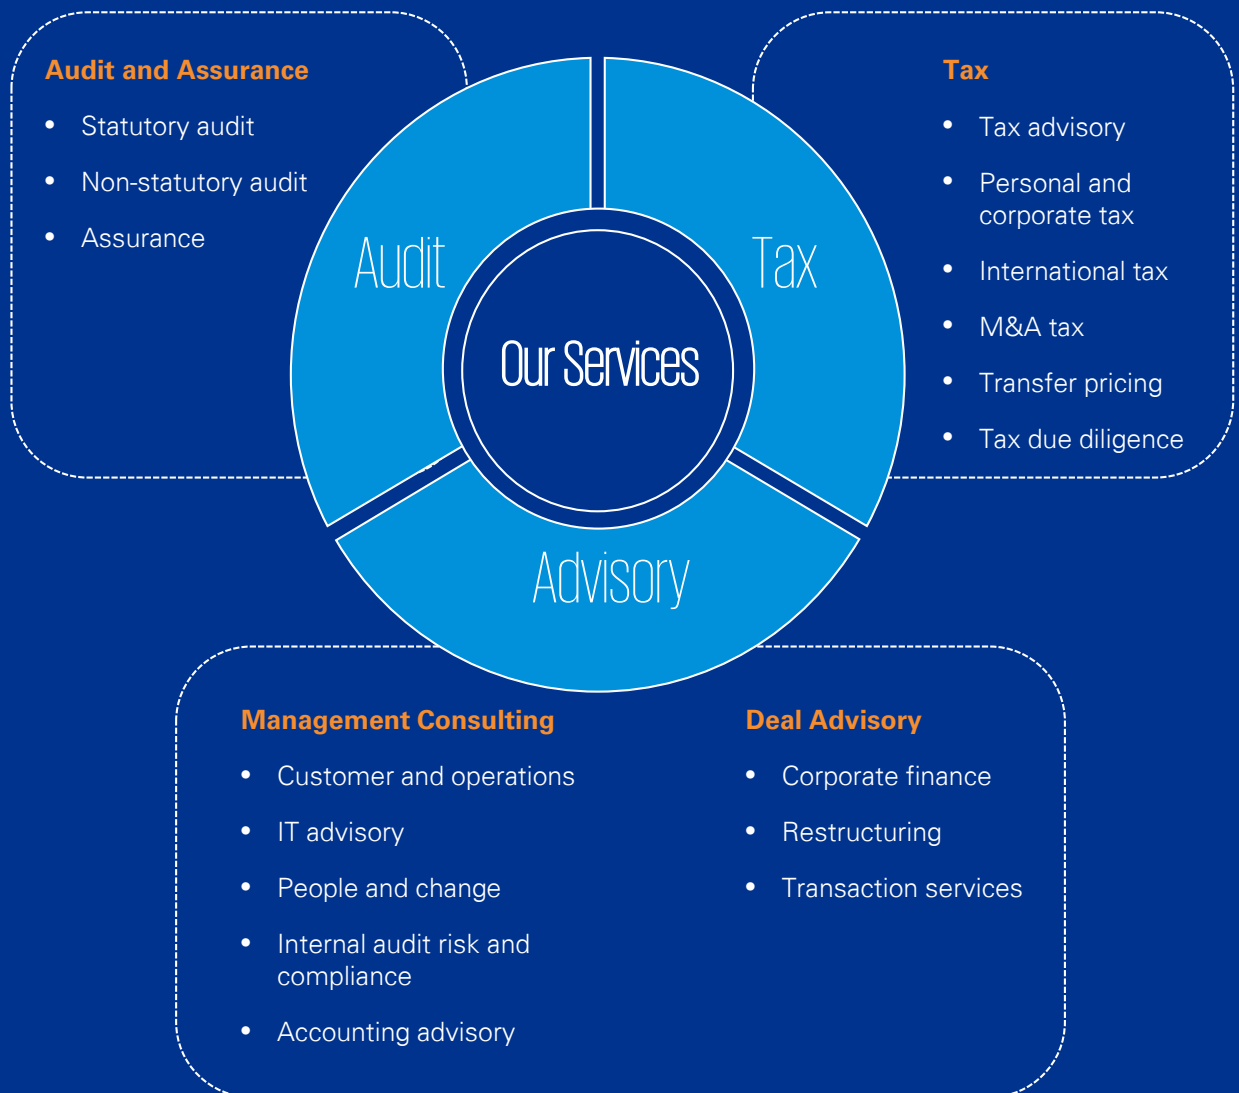 Audit and Assurance
• Statutory audit
• Non-statutory audit
• Assurance
Audit
Tax
Our Services
Advisory
Tax
• Tax advisory
• Personal and
corporate tax
• International tax
• M&A tax
• Transfer pricing
• Tax due diligence
Management Consulting
• Customer and operations
• IT advisory
• People and change
• Internal audit risk and
compliance
• Accounting advisory
Deal Advisory
• Corporate finance
• Restructuring
• Transaction services